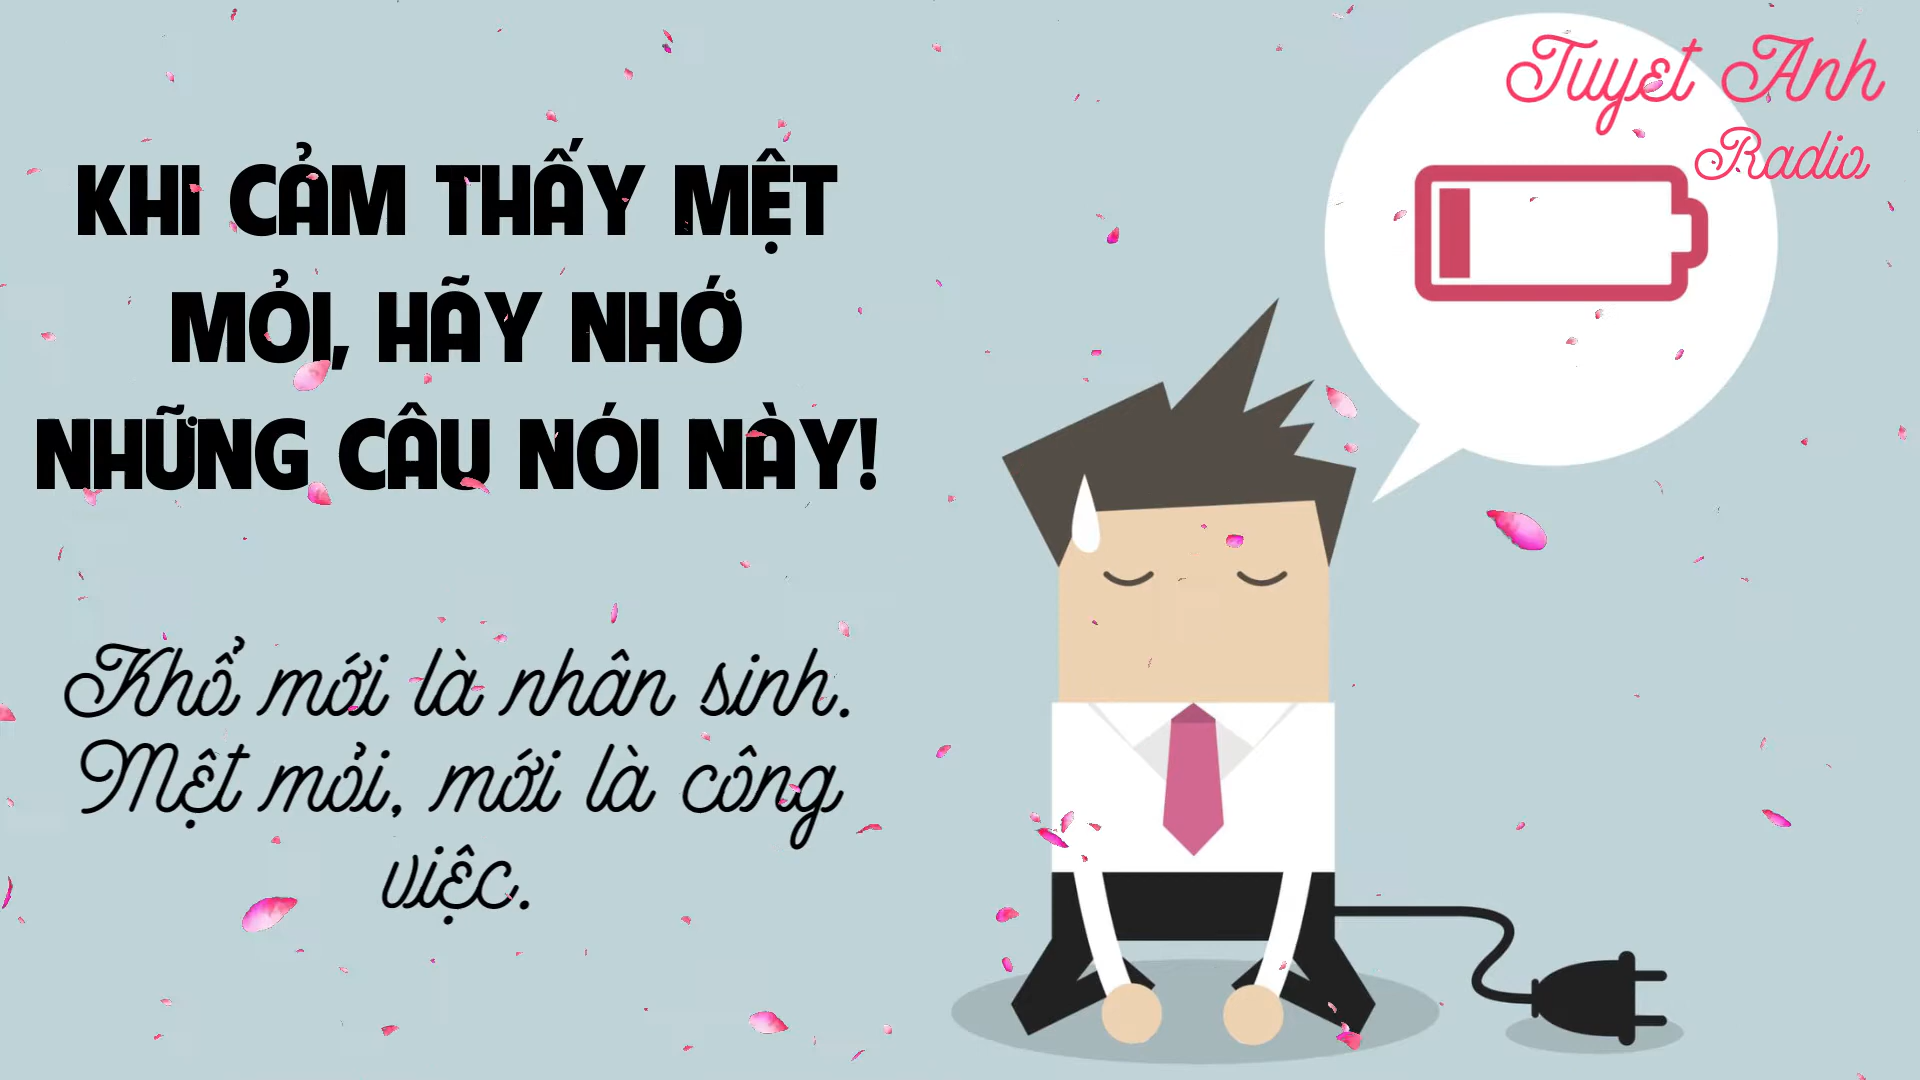 Tuyet Anh
Radio
KHI CẢM THẤY MỆT
MỎI, HÃY NHỚ
NHỮNG CÂU NÓI NÀY!
Khổ mới là nhân sinh.
Mệt mỏi, mới là công
việc.